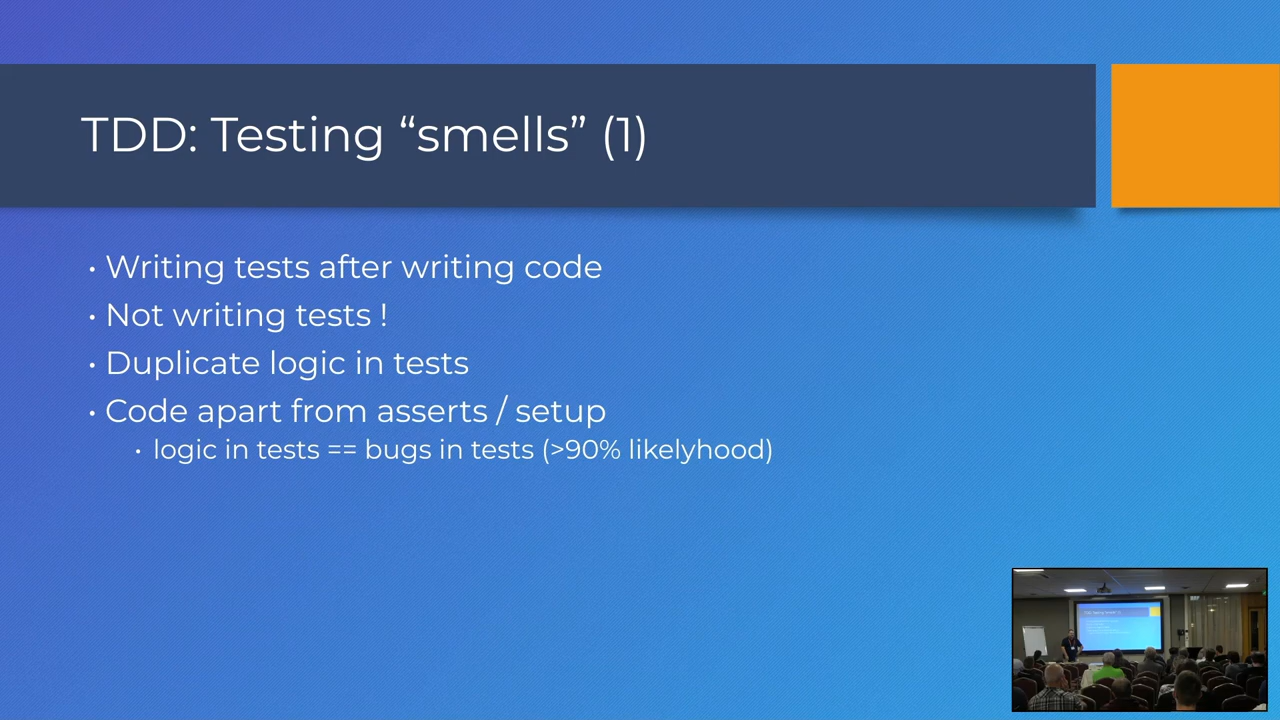 TDD: Testing “smells” (1)
• Writing tests after writing code
• Not writing tests !
• Duplicate logic in tests
• Code apart from asserts / setup
• logic in tests == bugs in tests (>90% likelyhood)